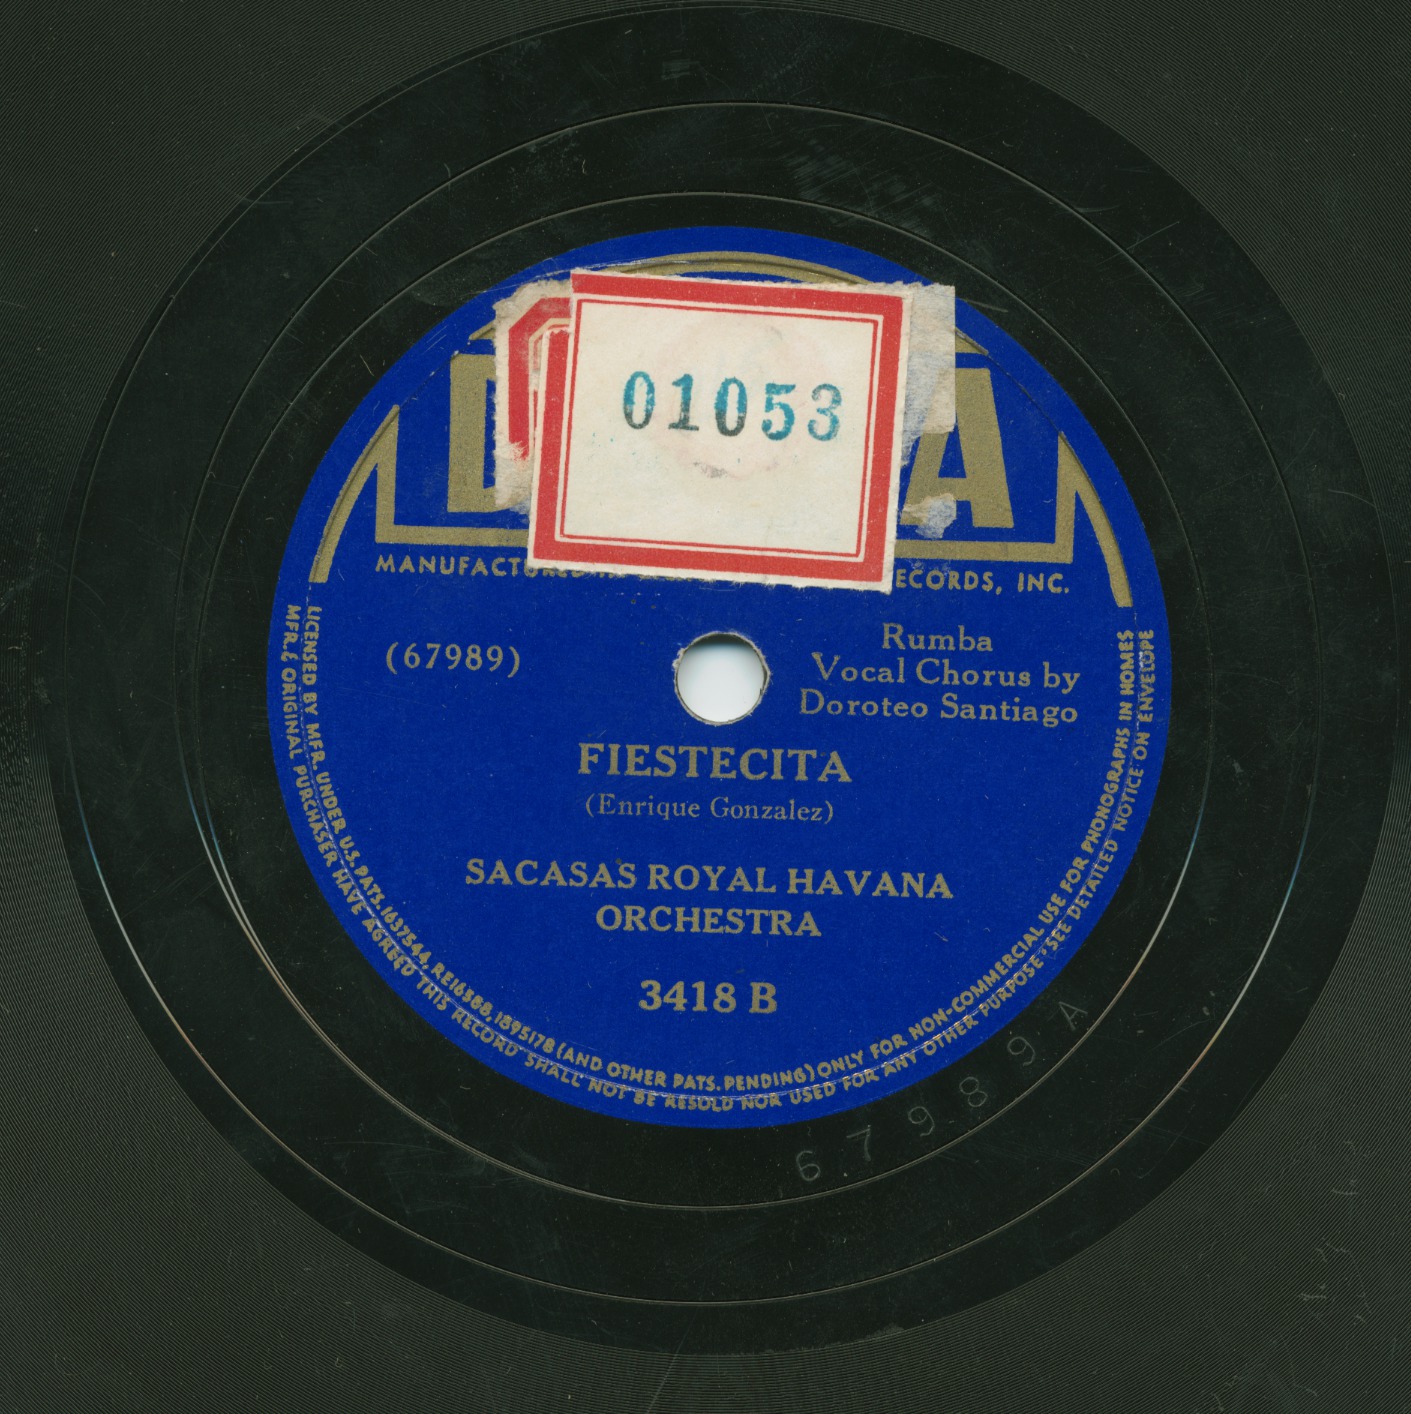 01053
A
RECORDS, INC.
(67989)
Rumba
Vocal Chorus by
Doroteo Santiago
FIESTECITA
(Enrique Gonzalez)
SACASAS ROYAL HAVANA
ORCHESTRA
3418 B
LICENSED BY MFR. UNDER U.S. PATS. 1637544, RE16588, 1895178 (AND OTHER PATS. PENDING) ONLY FOR NON-COMMERCIAL USE FOR PHONOGRAPHS IN HOMES
MFR. & ORIGINAL PURCHASER HAVE AGREED THIS RECORD SHALL NOT BE RESOLD NOR USED FOR ANY OTHER PURPOSE *SEE DETAILED NOTICE ON ENVELOPE
67989 A